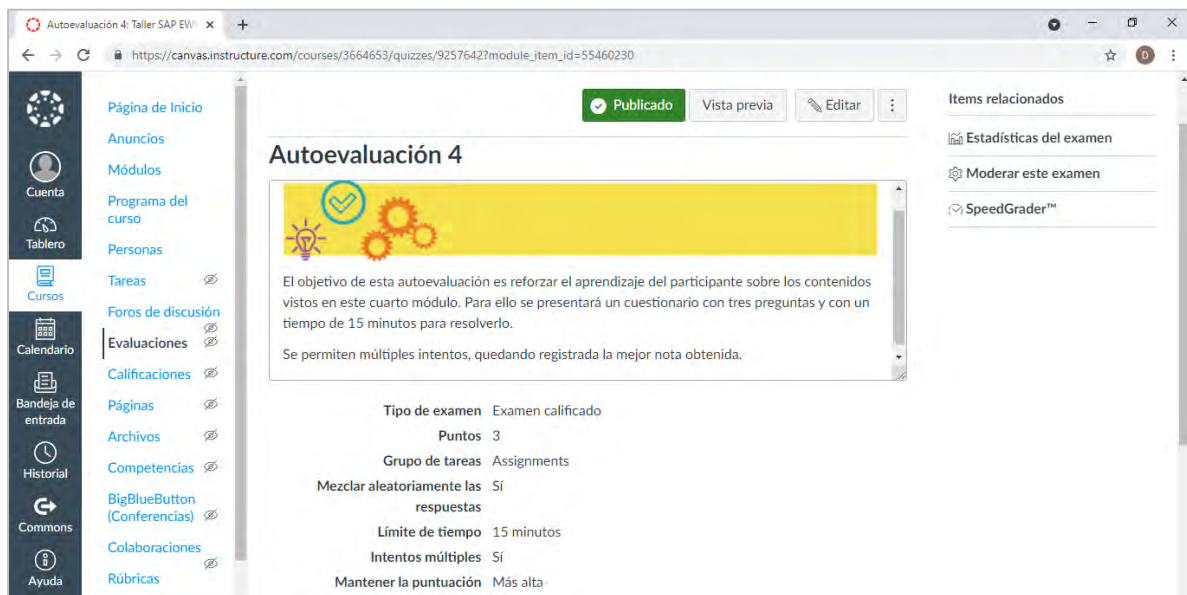 Autoevaluación 4: Taller SAP EW
https://canvas.instructure.com/courses/3664653/quizzes/9257642?module_item_id=55460230
D
Cuenta
Tablero
Cursos
Calendario
Bandeja de
entrada
Historial
Commons
Ayuda
Página de Inicio
Anuncios
Módulos
Programa del
curso
Personas
Tareas
Foros de discusión
Evaluaciones
Calificaciones
Páginas
Archivos
Competencias
BigBlueButton
(Conferencias)
Colaboraciones
Rúbricas
Publicado
Vista previa
Editar
Autoevaluación 4
El objetivo de esta autoevaluación es reforzar el aprendizaje del participante sobre los contenidos
vistos en este cuarto módulo. Para ello se presentará un cuestionario con tres preguntas y con un
tiempo de 15 minutos para resolverlo.
Se permiten múltiples intentos, quedando registrada la mejor nota obtenida.
Tipo de examen Examen calificado
Puntos 3
Grupo de tareas Assignments
Mezclar aleatoriamente las Sí
respuestas
Límite de tiempo 15 minutos
Intentos múltiples Sí
Mantener la puntuación Más alta
Items relacionados
Estadísticas del examen
Moderar este examen
SpeedGrader™